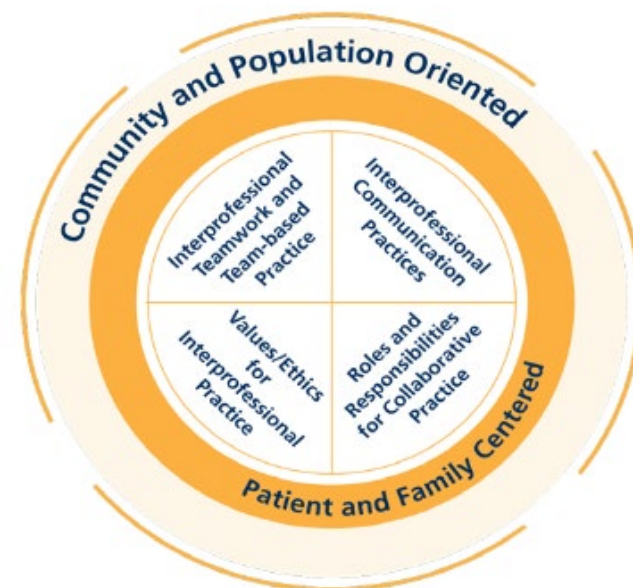 Community and Population Oriented
Interprofessional
Teamwork and
Team-based
Practice
Interprofessional
Communication
Practices
Values/Ethics
for
Interprofessional
Practice
Roles and
Responsibilities
for Collaborative
Practice
Patient and Family Centered